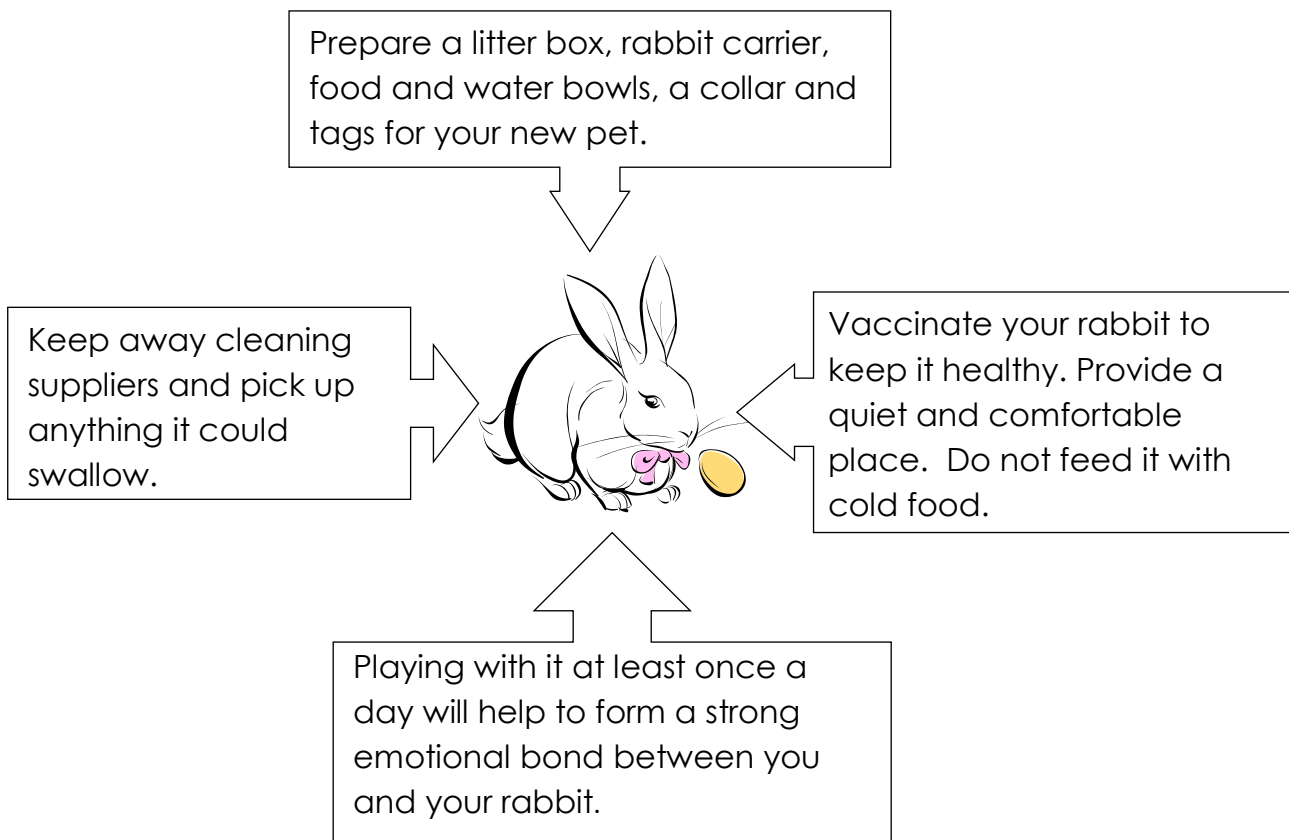 Prepare a litter box, rabbit carrier,
food and water bowls, a collar and
tags for your new pet.
Keep away cleaning
suppliers and pick up
anything it could
swallow.
Vaccinate your rabbit to
keep it healthy. Provide a
quiet and comfortable
place.  Do not feed it with
cold food.
Playing with it at least once a
day will help to form a strong
emotional bond between you
and your rabbit.